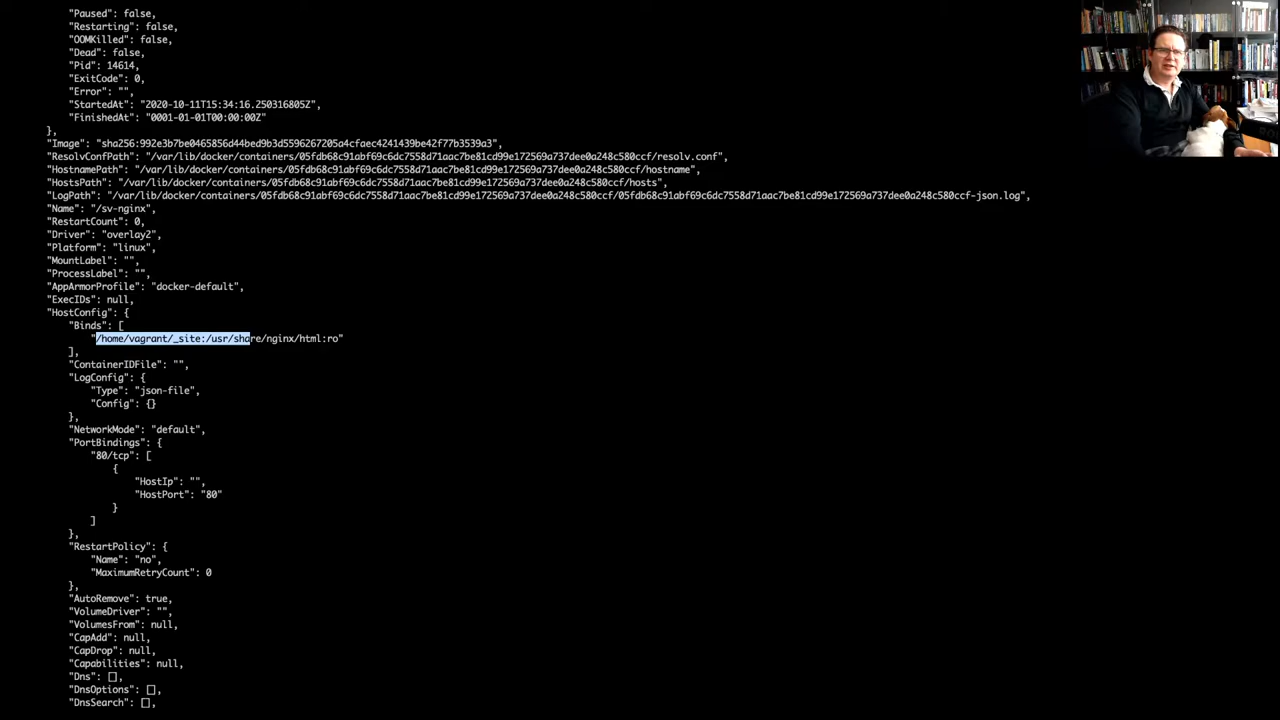 "Paused": false,
"Restarting": false,
"OOMKilled": false,
"Dead": false,
"Pid": 14614,
"ExitCode": 0,
"Error": "",
"StartedAt": "2020-10-11T15:34:16.250316805Z",
"FinishedAt": "0001-01-01T00:00:00Z"
},
"Image": "sha256:992e3b7be0465856d44bed9b3d5596267205a4cfaec4241439be42f77b3539a3",
"ResolvConfPath": "/var/lib/docker/containers/05fdb68c91abf69c6dc7558d71aac7be81cd99e172569a737dee0a248c580ccf/resolv.conf",
"HostnamePath": "/var/lib/docker/containers/05fdb68c91abf69c6dc7558d71aac7be81cd99e172569a737dee0a248c580ccf/hostname",
"HostsPath": "/var/lib/docker/containers/05fdb68c91abf69c6dc7558d71aac7be81cd99e172569a737dee0a248c580ccf/hosts",
"LogPath": "/var/lib/docker/containers/05fdb68c91abf69c6dc7558d71aac7be81cd99e172569a737dee0a248c580ccf/05fdb68c91abf69c6dc7558d71aac7be81cd99e172569a737dee0a248c580ccf-json.log",
"Name": "/sv-nginx",
"RestartCount": 0,
"Driver": "overlay2",
"Platform": "linux",
"MountLabel": "",
"ProcessLabel": "",
"AppArmorProfile": "docker-default",
"ExecIDs": null,
"HostConfig": {
"Binds": [
"/home/vagrant/_site:/usr/share/nginx/html:ro"
],
"ContainerIDFile": "",
"LogConfig": {
"Type": "json-file",
"Config": {}
},
"NetworkMode": "default",
"PortBindings": {
"80/tcp": [
{
"HostIp": "",
"HostPort": "80"
}
]
},
"RestartPolicy": {
"Name": "no",
"MaximumRetryCount": 0
},
"AutoRemove": true,
"VolumeDriver": "",
"VolumesFrom": null,
"CapAdd": null,
"CapDrop": null,
"Capabilities": null,
"Dns": [],
"DnsOptions": [],
"DnsSearch": [],